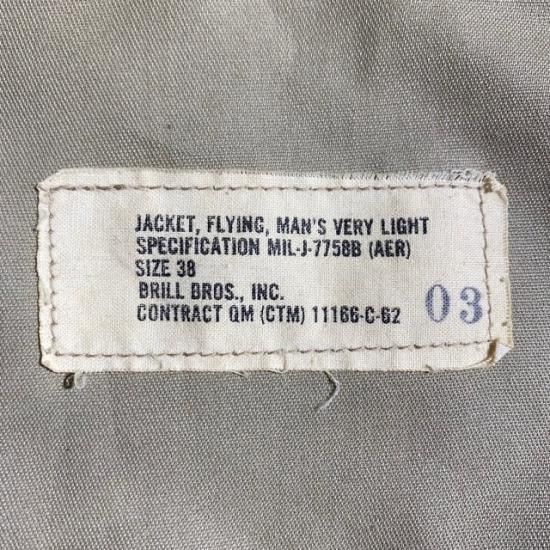 JACKET, FLYING, MAN'S VERY LIGHT
SPECIFICATION MIL-J-7758B (AER)
SIZE 38
BRILL BROS., INC.
CONTRACT QM (CTM) 11166-C-62
03